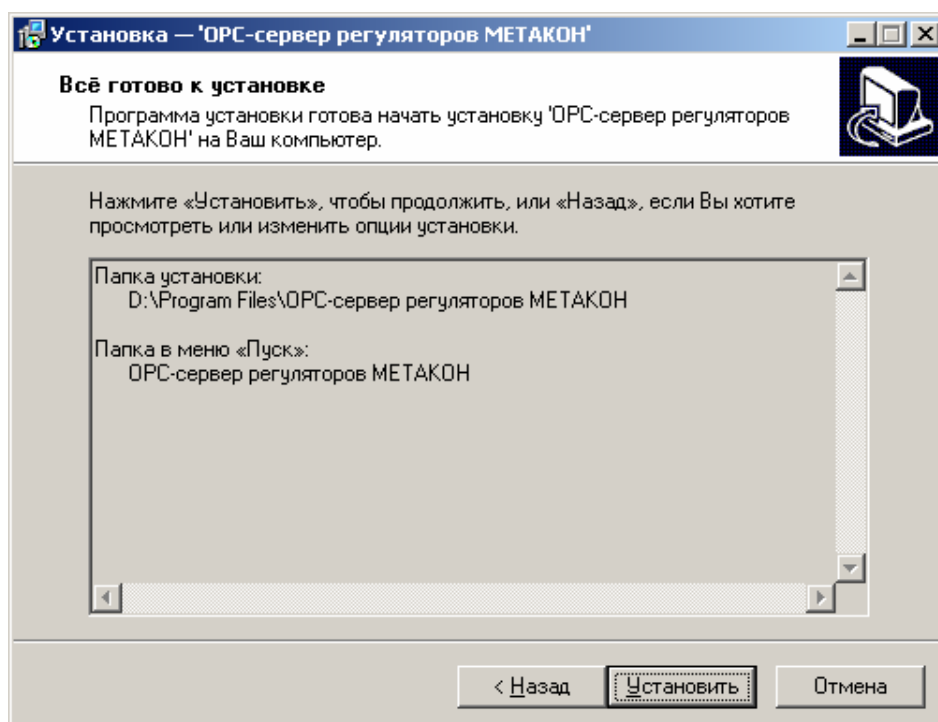 Установка — 'OPC-сервер регуляторов МЕТАКОН'
Всё готово к установке
Программа установки готова начать установку 'OPC-сервер регуляторов
МЕТАКОН' на Ваш компьютер.
Нажмите «Установить», чтобы продолжить, или «Назад», если Вы хотите
просмотреть или изменить опции установки.
Папка установки:
D:\Program Files\OPC-сервер регуляторов МЕТАКОН
Папка в меню «Пуск»:
OPC-сервер регуляторов МЕТАКОН
< Назад
Установить
Отмена